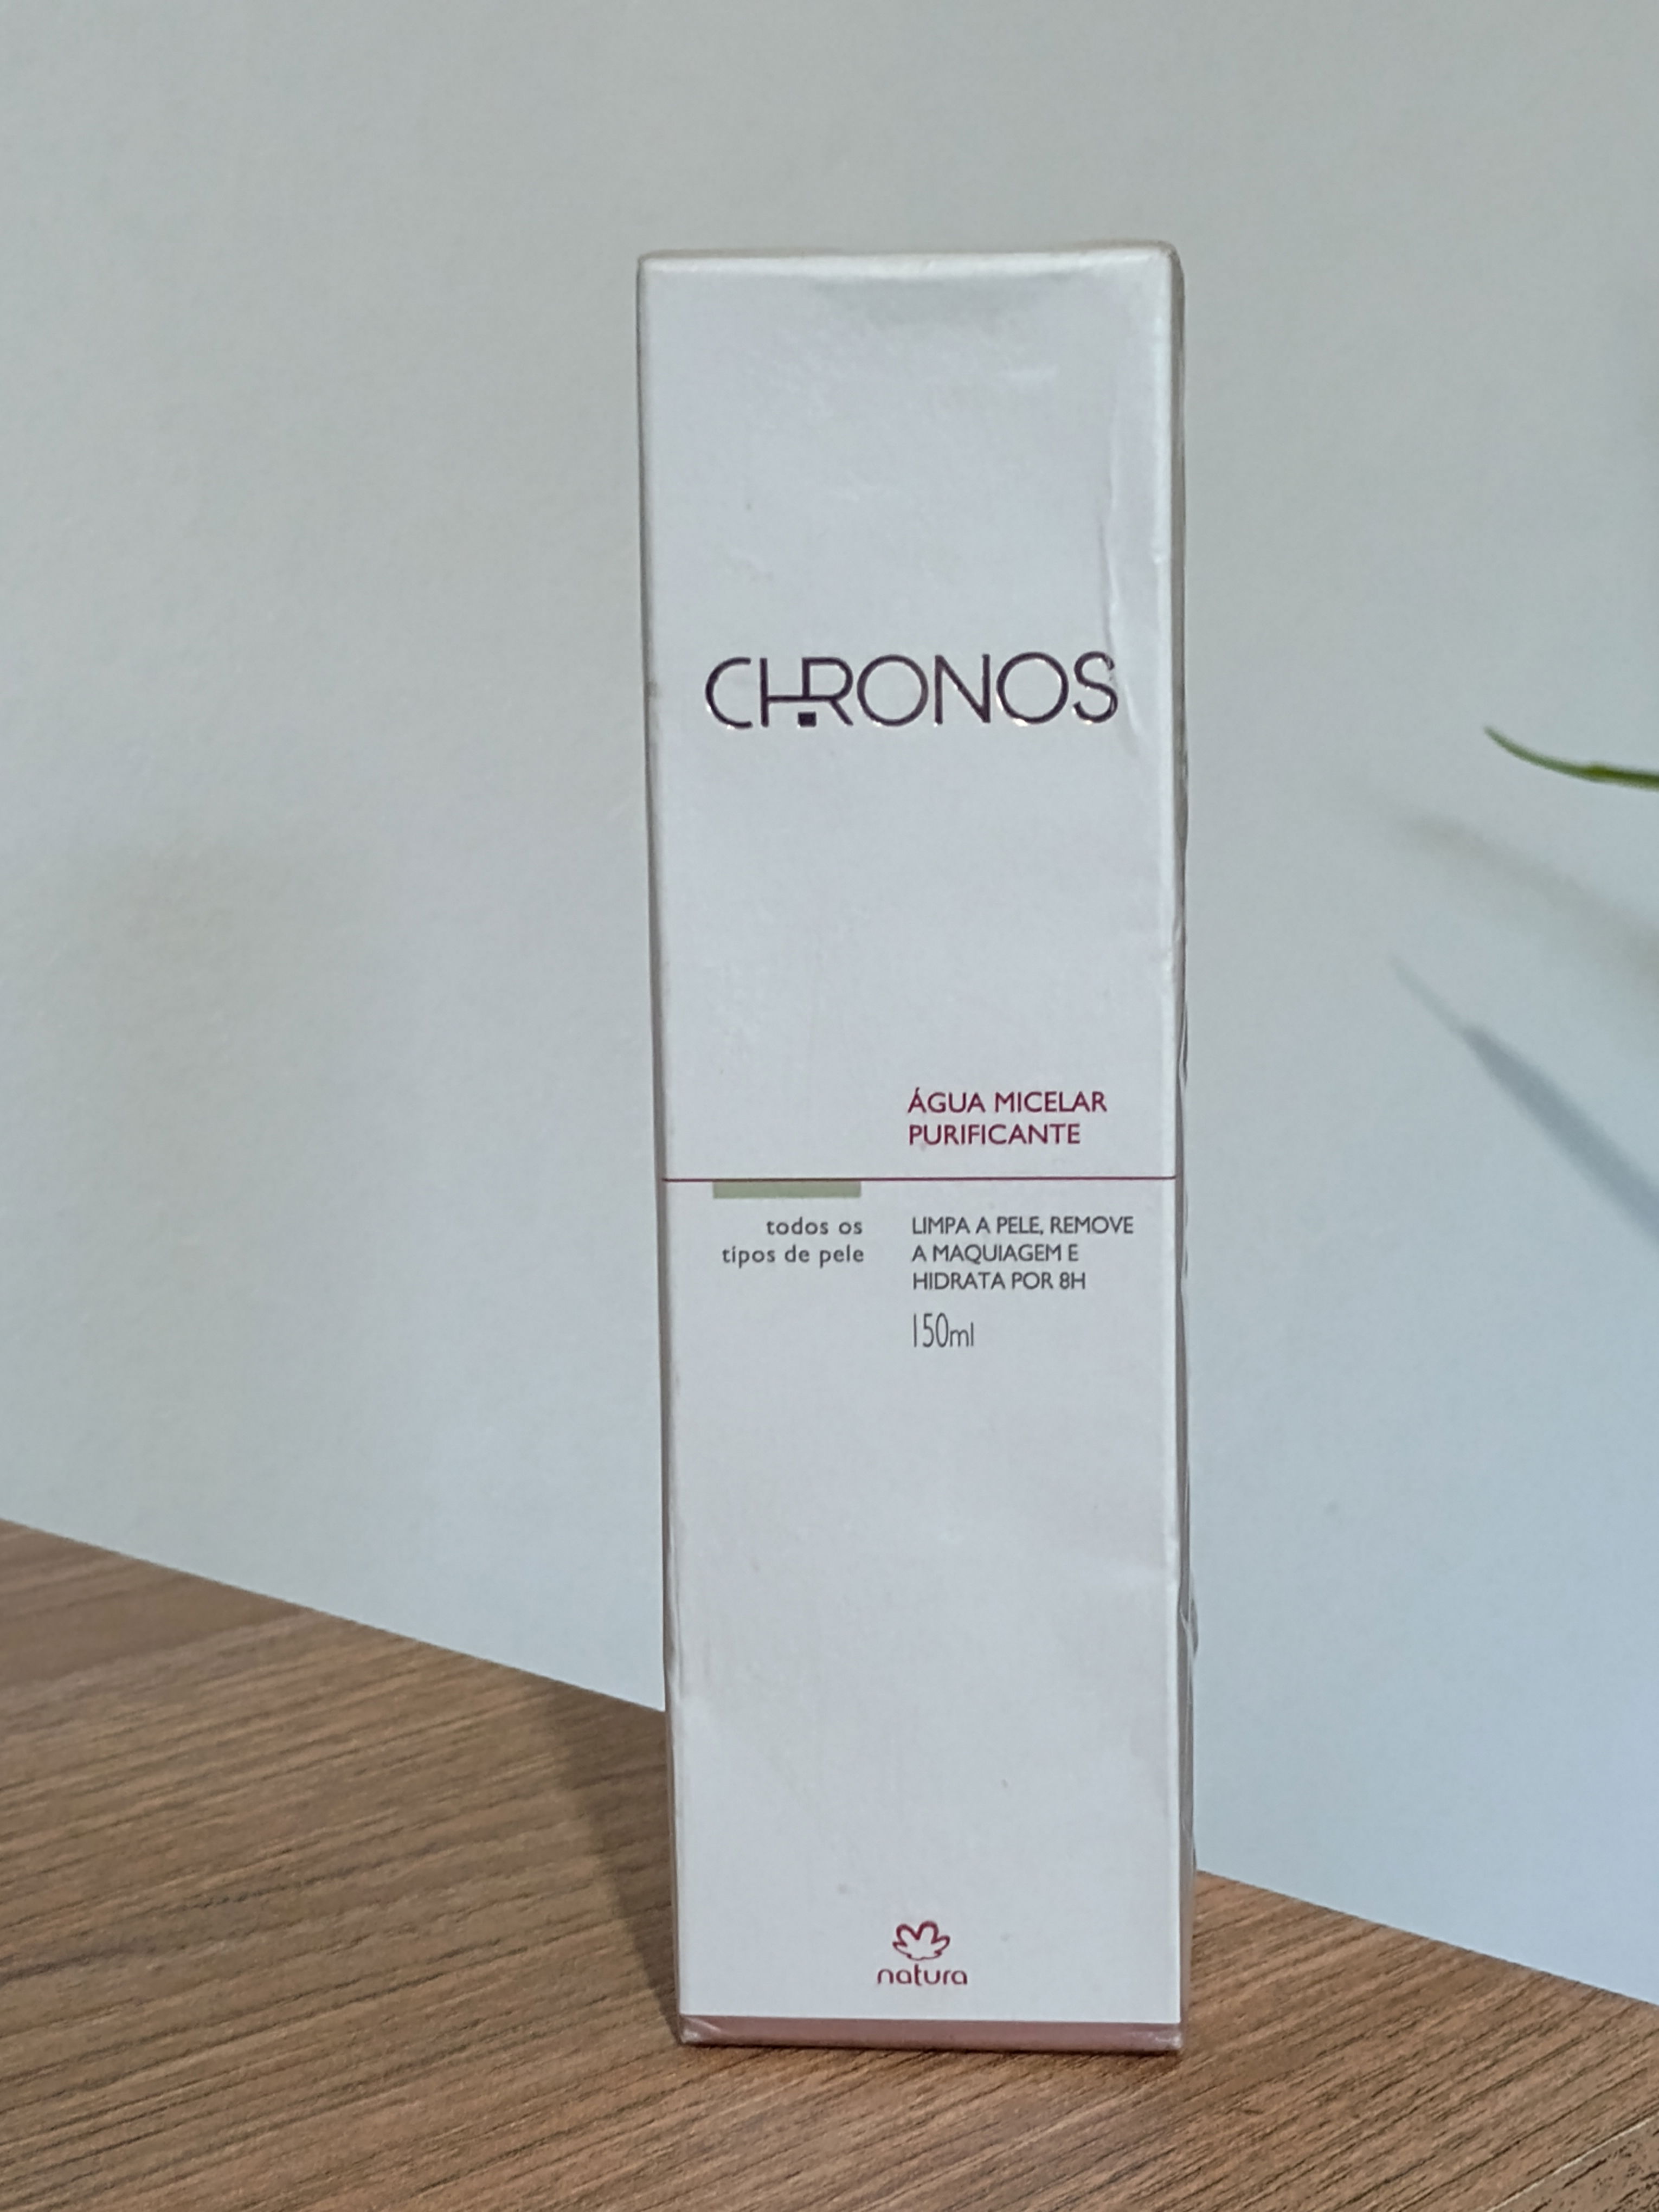 CHRONOS
ÁGUA MICELAR
PURIFICANTE
todos os
tipos de pele
LIMPA A PELE, REMOVE
A MAQUIAGEM E
HIDRATA POR 8H
150ml
natura